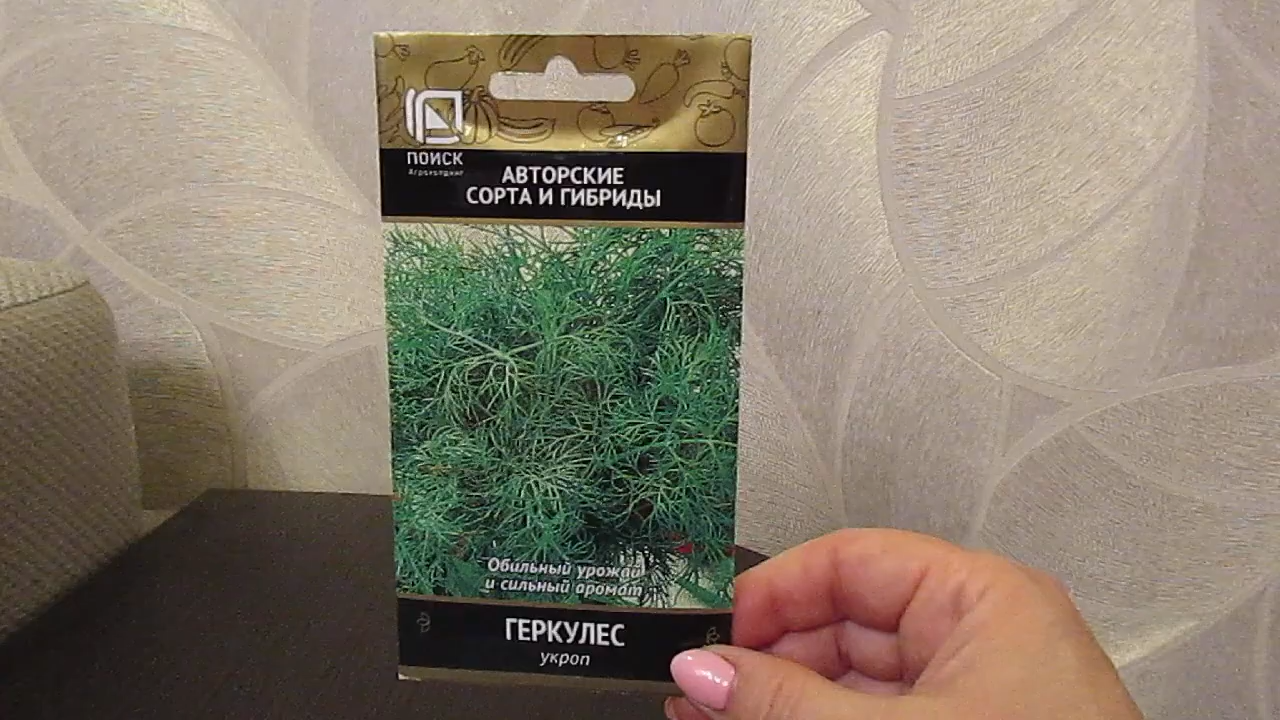 ПОИСК
Агрохолдинг
АВТОРСКИЕ
СОРТА И ГИБРИДЫ
Обильный урожай
и сильный аромат
ГЕРКУЛЕС
укроп